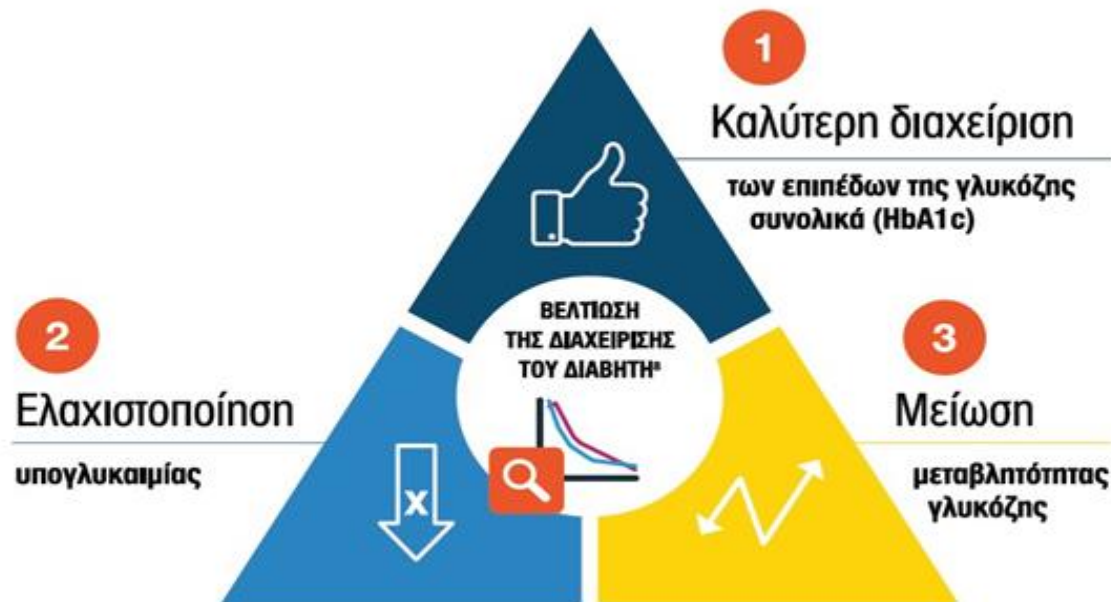 1
Καλύτερη διαχείριση
των επιπέδων της γλυκόζης
συνολικά (HbA1c)
2
Ελαχιστοποίηση
υπογλυκαιμίας
ΒΕΛΤΙΩΣΗ
ΤΗΣ ΔΙΑΧΕΙΡΙΣΗΣ
ΤΟΥ ΔΙΑΒΗΤΗª
x
3
Μείωση
μεταβλητότητας
γλυκόζης